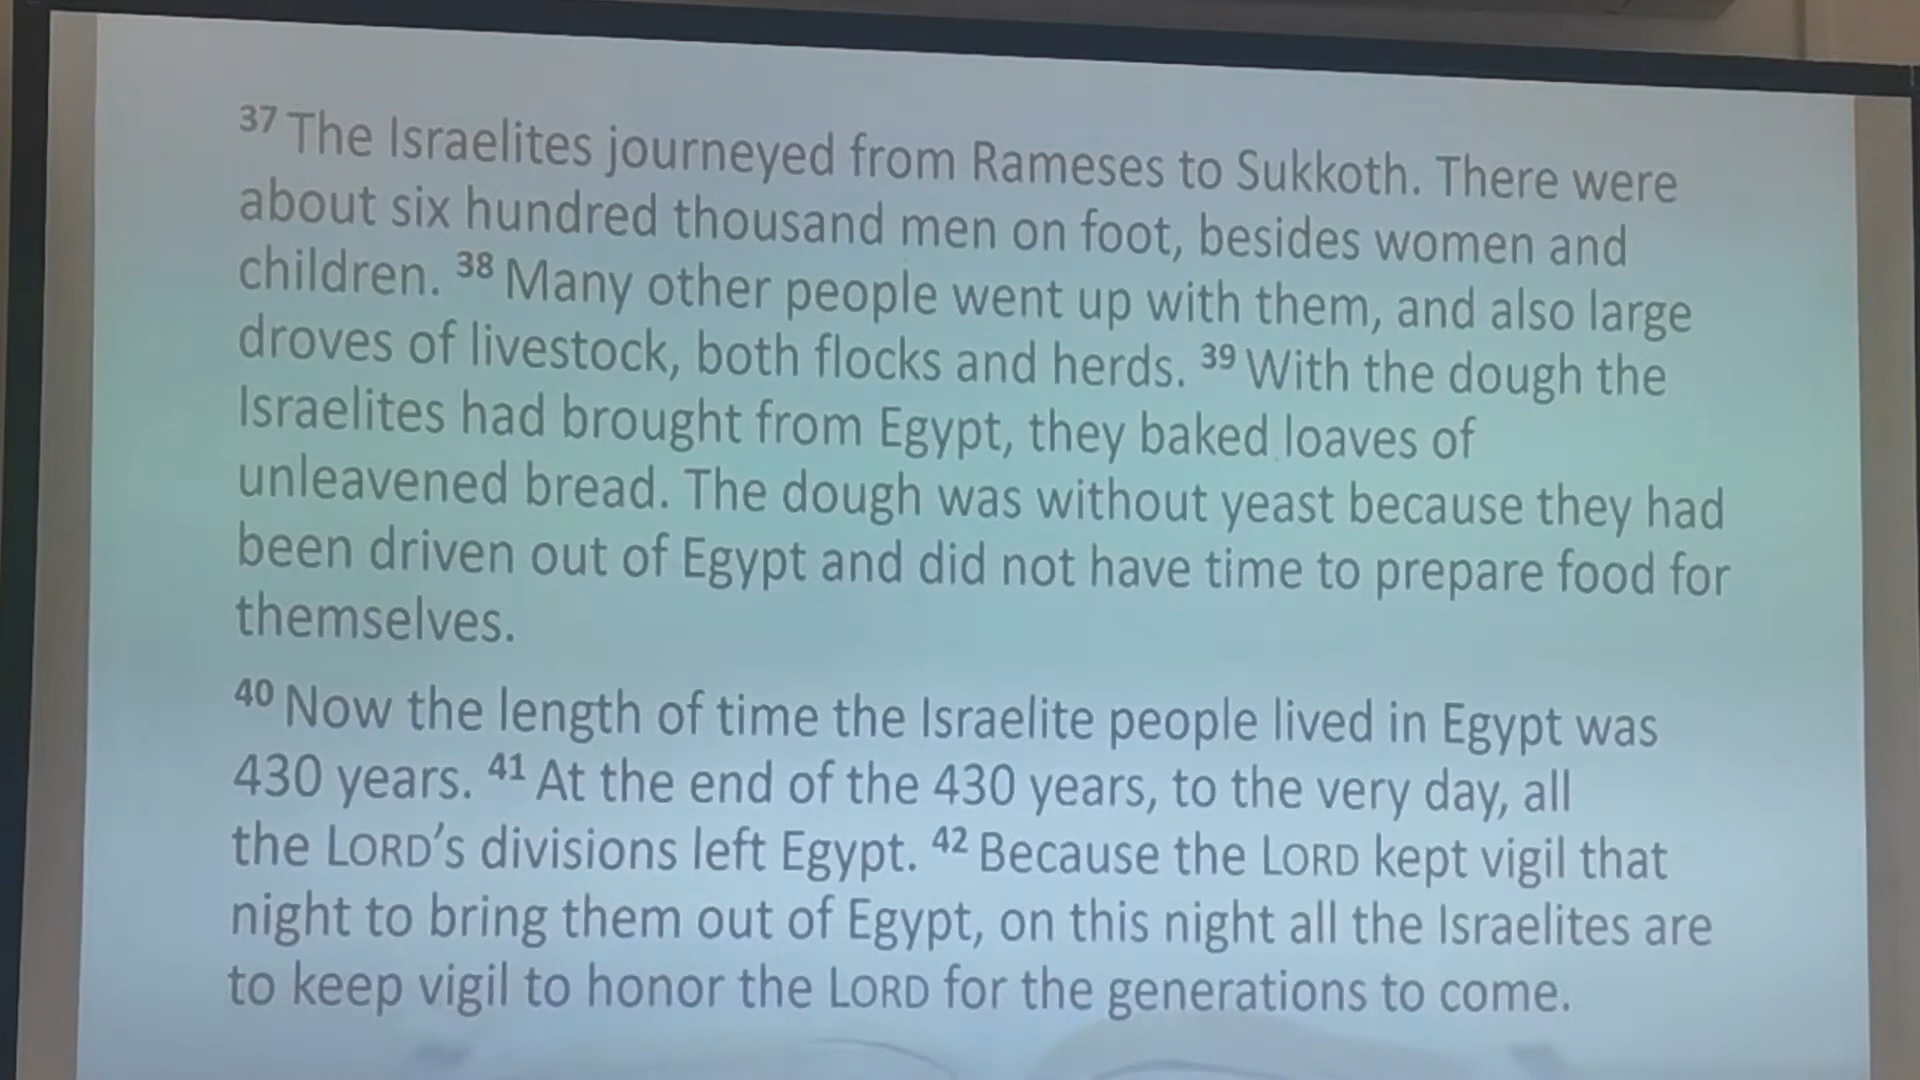 37 The Israelites journeyed from Rameses to Sukkoth. There were
about six hundred thousand men on foot, besides women and
children. 38 Many other people went up with them, and also large
droves of livestock, both flocks and herds. 39 With the dough the
Israelites had brought from Egypt, they baked loaves of
unleavened bread. The dough was without yeast because they had
been driven out of Egypt and did not have time to prepare food for
themselves.
40 Now the length of time the Israelite people lived in Egypt was
430 years. 41 At the end of the 430 years, to the very day, all
the LORD’s divisions left Egypt. 42 Because the LORD kept vigil that
night to bring them out of Egypt, on this night all the Israelites are
to keep vigil to honor the LORD for the generations to come.